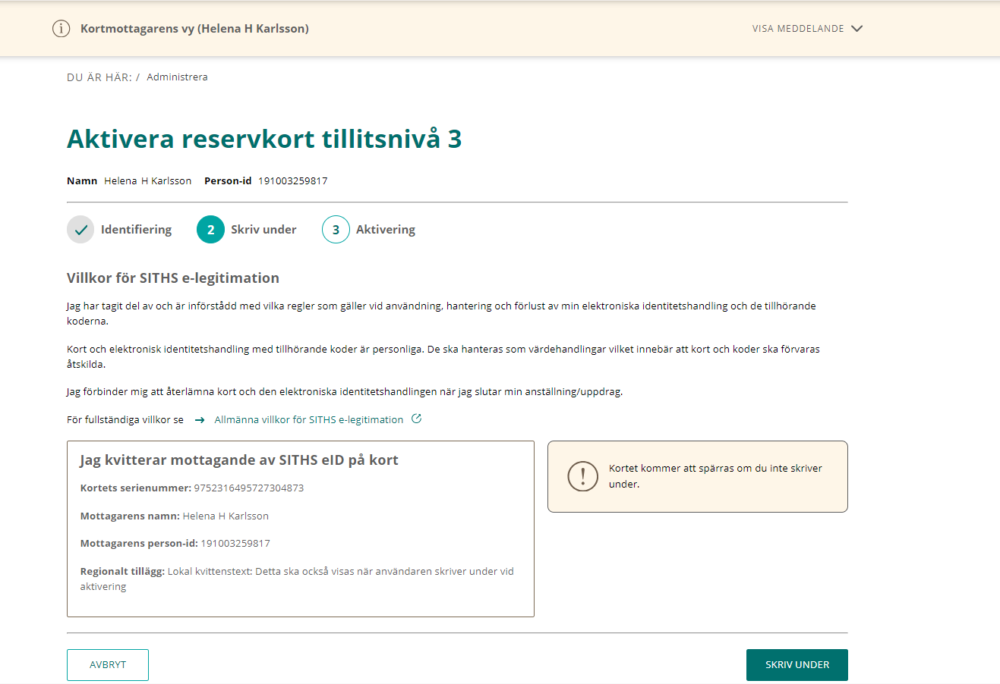 Kortmottagarens vy (Helena H Karlsson)
VISA MEDDELANDE
DU ÄR HÄR: / Administrera
Aktivera reservkort tillitsnivå 3
Namn Helena H Karlsson Person-id 191003259817
Identifiering 2 Skriv under 3 Aktivering
Villkor för SITHS e-legitimation
Jag har tagit del av och är införstådd med vilka regler som gäller vid användning, hantering och förlust av min elektroniska identitetshandling och de tillhörande
koderna.
Kort och elektronisk identitetshandling med tillhörande koder är personliga. De ska hanteras som värdehandlingar vilket innebär att kort och koder ska förvaras
åtskilda.
Jag förbinder mig att återlämna kort och den elektroniska identitetshandlingen när jag slutar min anställning/uppdrag.
För fullständiga villkor se → Allmänna villkor för SITHS e-legitimation
Jag kvitterar mottagande av SITHS eID på kort
Kortets serienummer: 9752316495727304873
Mottagarens namn: Helena H Karlsson
Mottagarens person-id: 191003259817
Regionalt tillägg: Lokal kvittenstext: Detta ska också visas när användaren skriver under vid
aktivering
Kortet kommer att spärras om du inte skriver
under.
AVBRYT
SKRIV UNDER